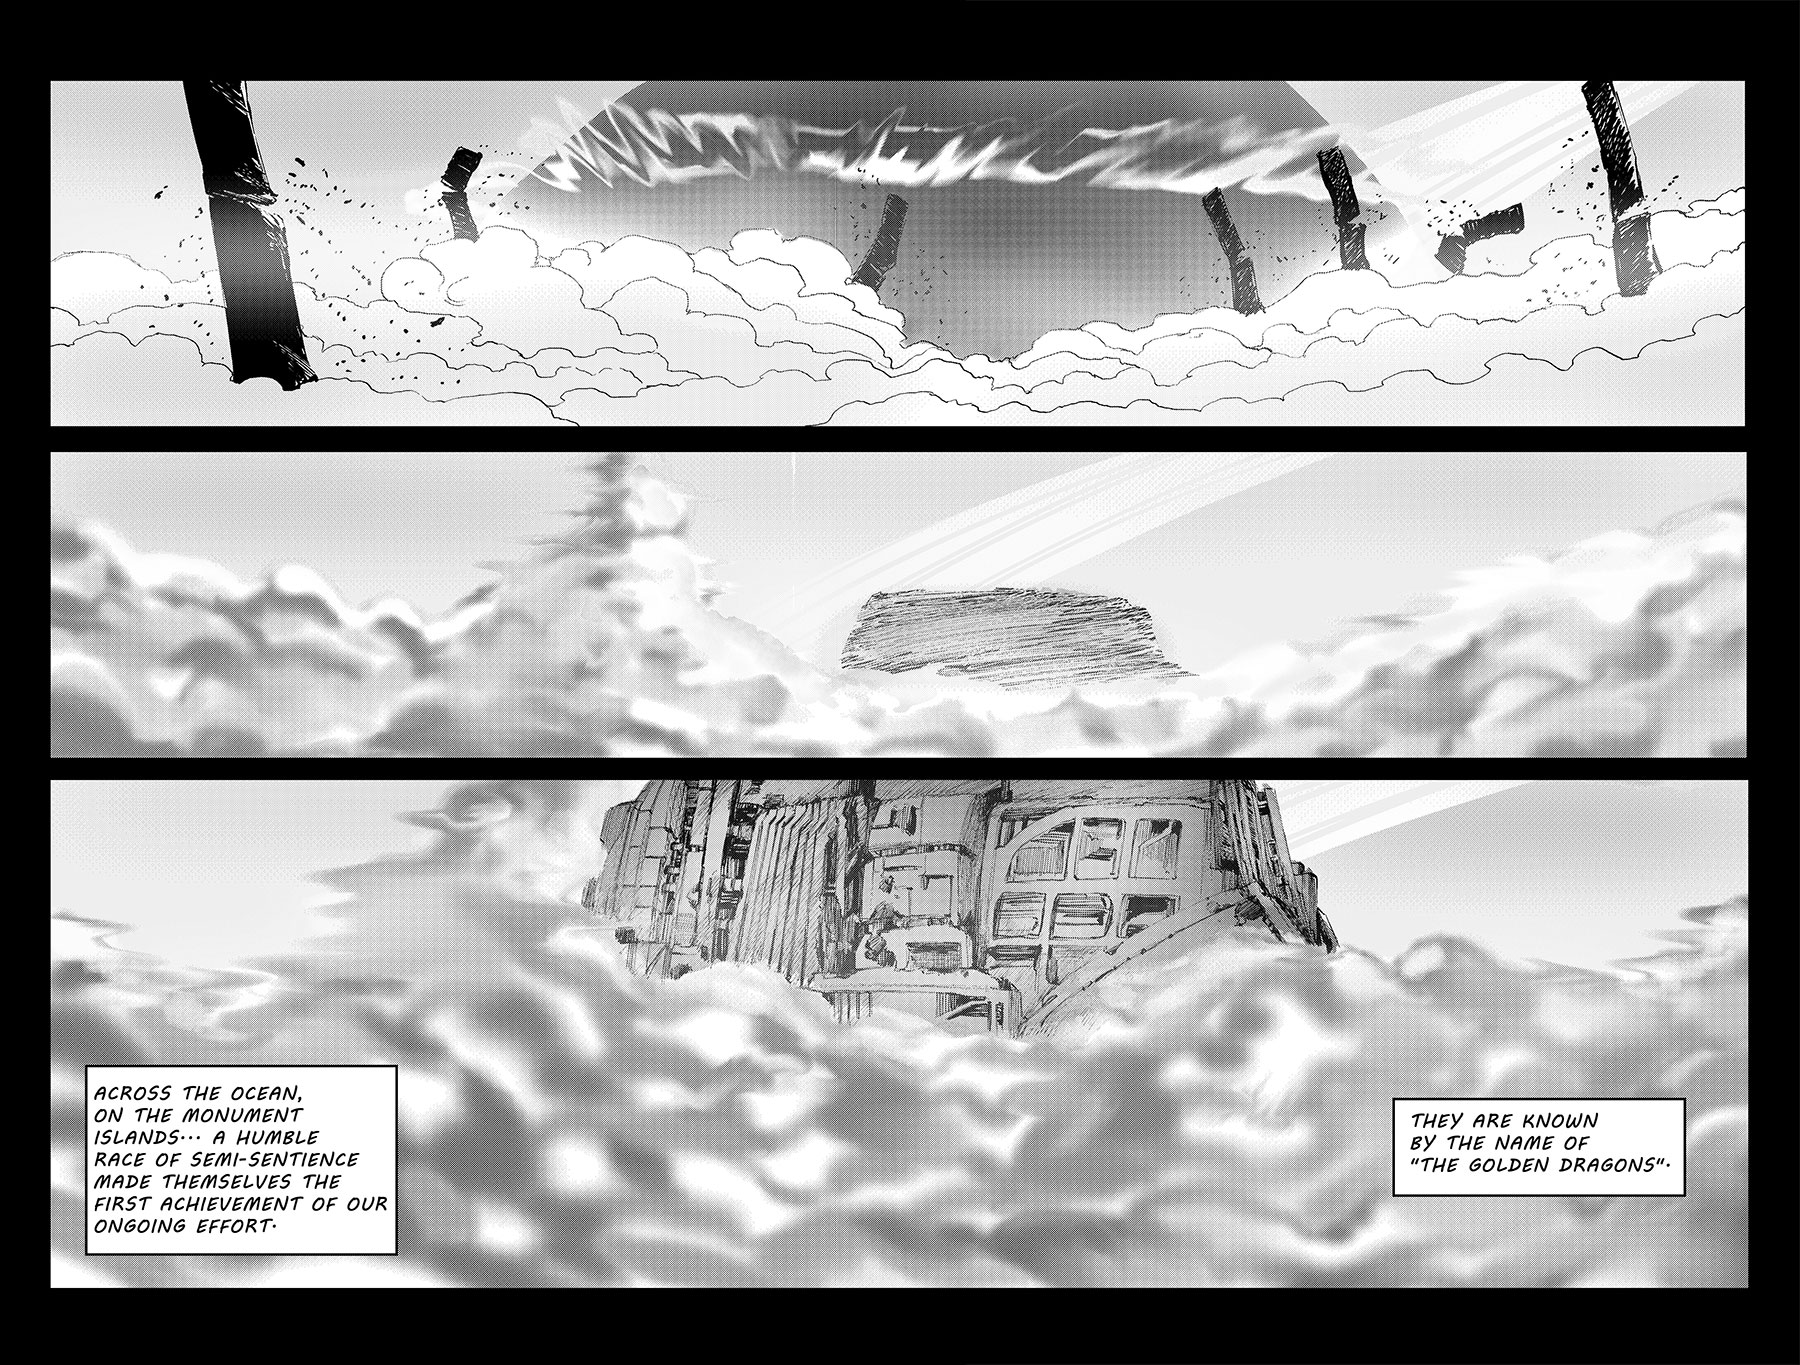 ACROSS THE OCEAN,
ON THE MONUMENT
ISLANDS... A HUMBLE
RACE OF SEMI-SENTIENCE
MADE THEMSELVES THE
FIRST ACHIEVEMENT OF OUR
ONGOING EFFORT.
THEY ARE KNOWN
BY THE NAME OF
"THE GOLDEN DRAGONS".